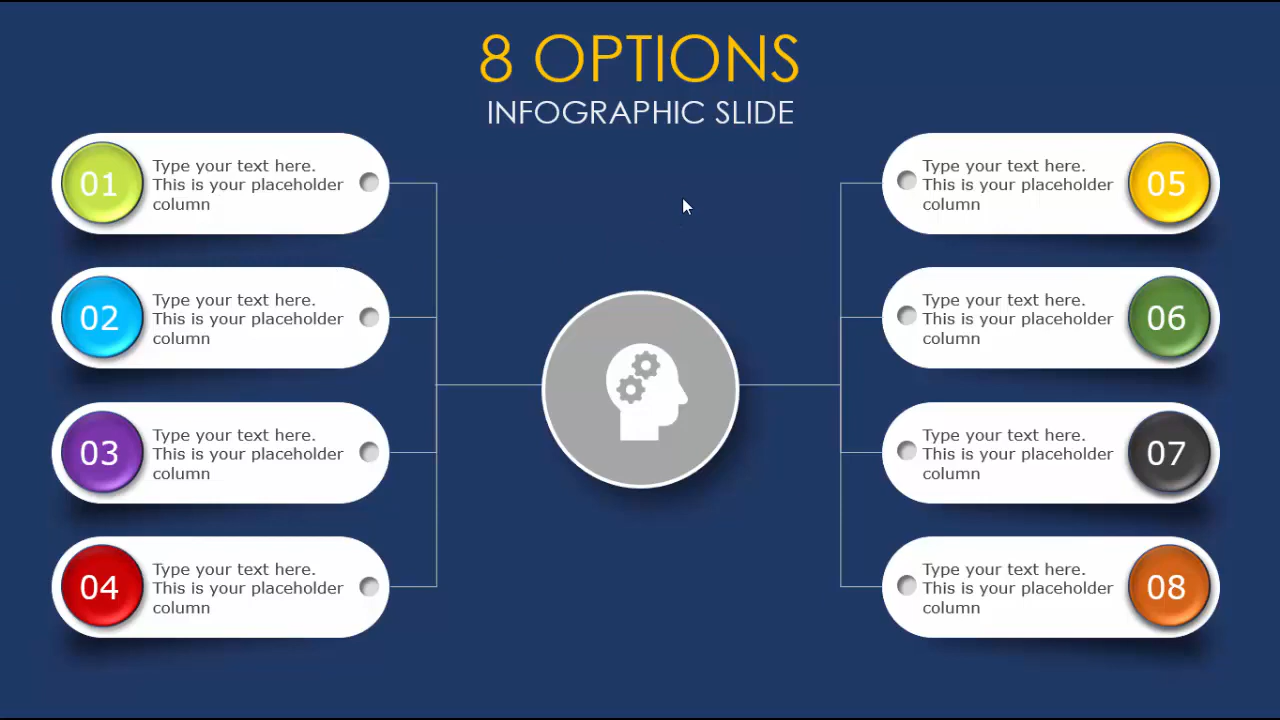 8 OPTIONS
INFOGRAPHIC SLIDE
01
Type your text here.
This is your placeholder
column
02
Type your text here.
This is your placeholder
column
03
Type your text here.
This is your placeholder
column
04
Type your text here.
This is your placeholder
column
Type your text here.
This is your placeholder
column
05
Type your text here.
This is your placeholder
column
06
Type your text here.
This is your placeholder
column
07
Type your text here.
This is your placeholder
column
08